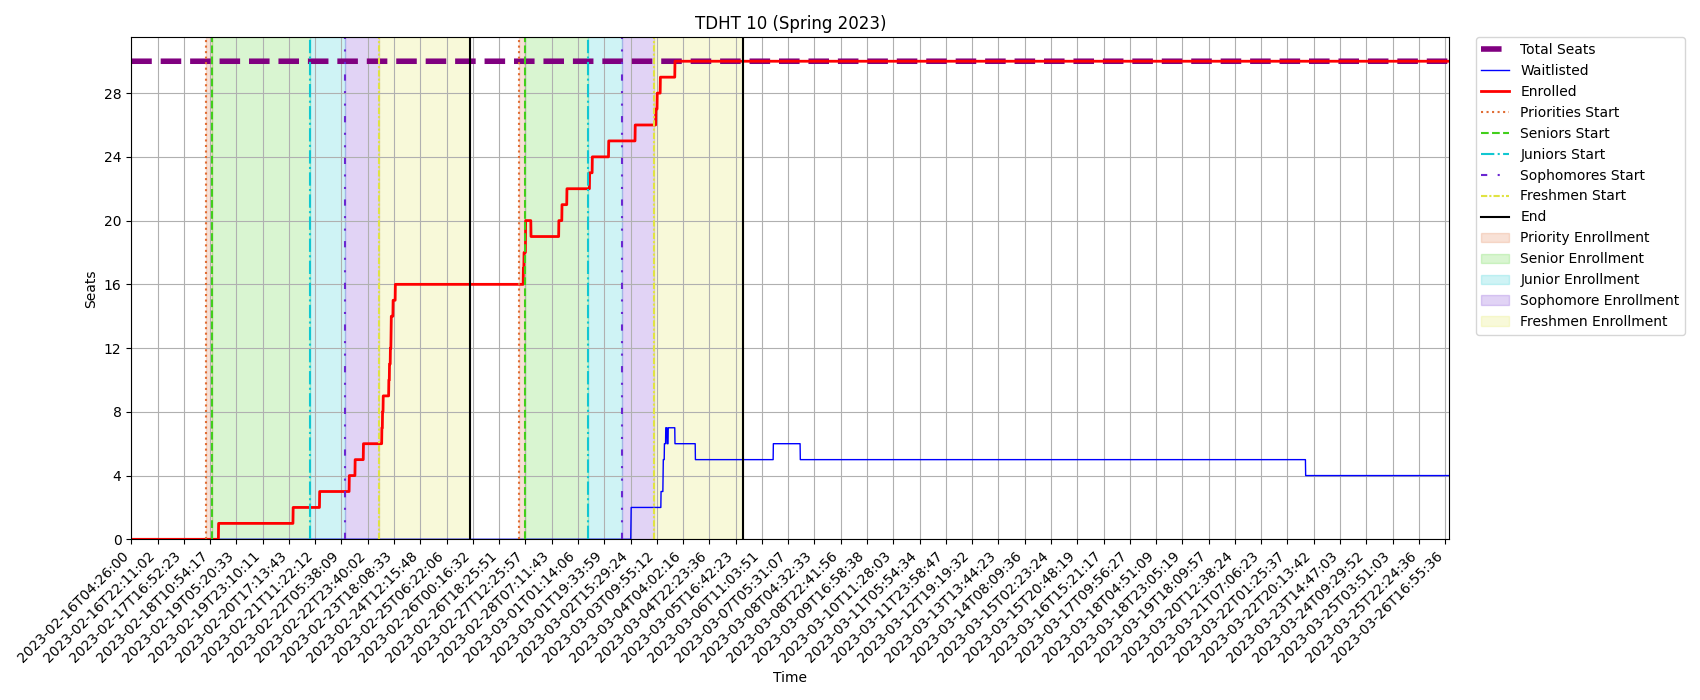 TDHT 10 (Spring 2023)
Total Seats
Waitlisted
Enrolled
Priorities Start
Seniors Start
Juniors Start
Sophomores Start
Freshmen Start
End
Priority Enrollment
Senior Enrollment
Junior Enrollment
Sophomore Enrollment
Freshmen Enrollment
Seats
28
24
20
16
12
8
4
0
2023-02-16T04:26:00
2023-02-16T22:11:02
2023-02-17T16:52:23
2023-02-18T10:54:17
2023-02-19T05:20:33
2023-02-19T23:10:11
2023-02-20T17:13:43
2023-02-21T11:22:12
2023-02-22T05:38:09
2023-02-22T23:40:02
2023-02-23T18:08:33
2023-02-24T12:15:48
2023-02-25T06:22:06
2023-02-26T00:16:32
2023-02-26T18:25:51
2023-02-27T12:25:57
2023-02-28T07:11:43
2023-03-01T01:14:06
2023-03-01T19:33:59
2023-03-02T15:29:24
2023-03-03T09:55:12
2023-03-04T04:02:16
2023-03-04T22:23:36
2023-03-05T16:42:23
2023-03-06T11:03:51
2023-03-07T05:31:07
2023-03-08T04:32:33
2023-03-08T22:41:56
2023-03-09T16:58:38
2023-03-10T11:28:03
2023-03-11T05:54:34
2023-03-11T23:58:47
2023-03-12T19:19:32
2023-03-13T13:44:23
2023-03-14T08:09:36
2023-03-15T02:23:24
2023-03-15T20:48:19
2023-03-16T15:21:17
2023-03-17T09:56:27
2023-03-18T04:51:09
2023-03-18T23:05:19
2023-03-19T18:09:57
2023-03-20T12:38:24
2023-03-21T07:06:23
2023-03-22T01:25:37
2023-03-22T20:13:42
2023-03-23T14:47:03
2023-03-24T09:29:52
2023-03-25T03:51:03
2023-03-25T22:24:36
2023-03-26T16:55:36
Time